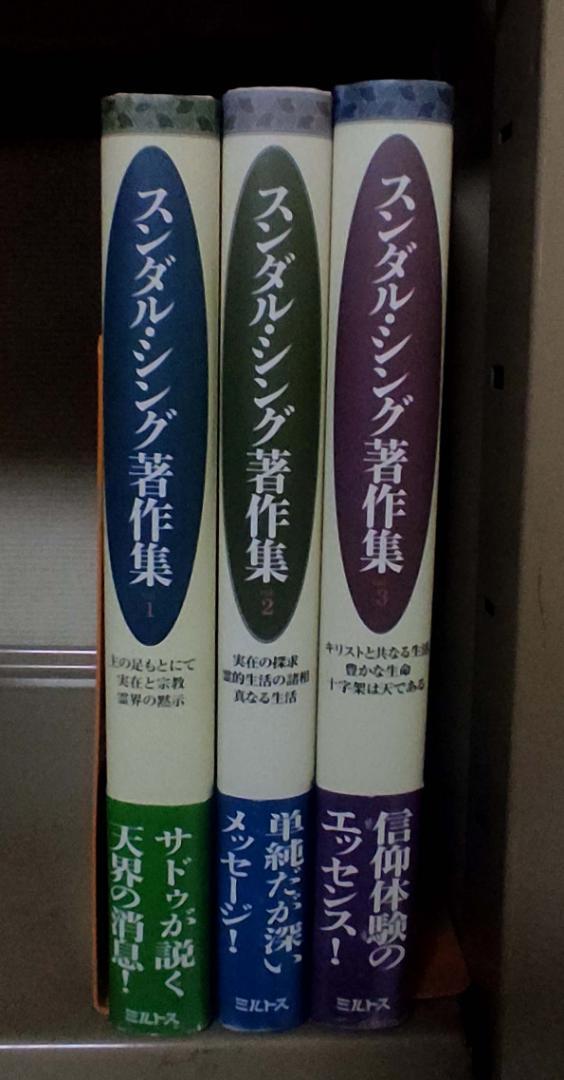 スンダル・シング著作集
1
主の足もとにて
実在と宗教
霊界の黙示
サドゥが説く
天界の消息！
ミルトス
スンダル・シング著作集
2
実在の探求
霊的生活の諸相
真なる生活
単純だが深い
メッセージ！
ミルトス
スンダル・シング著作集
3
キリストと共なる生活
豊かな生命
十字架は天である
信仰体験の
エッセンス！
ミルトス